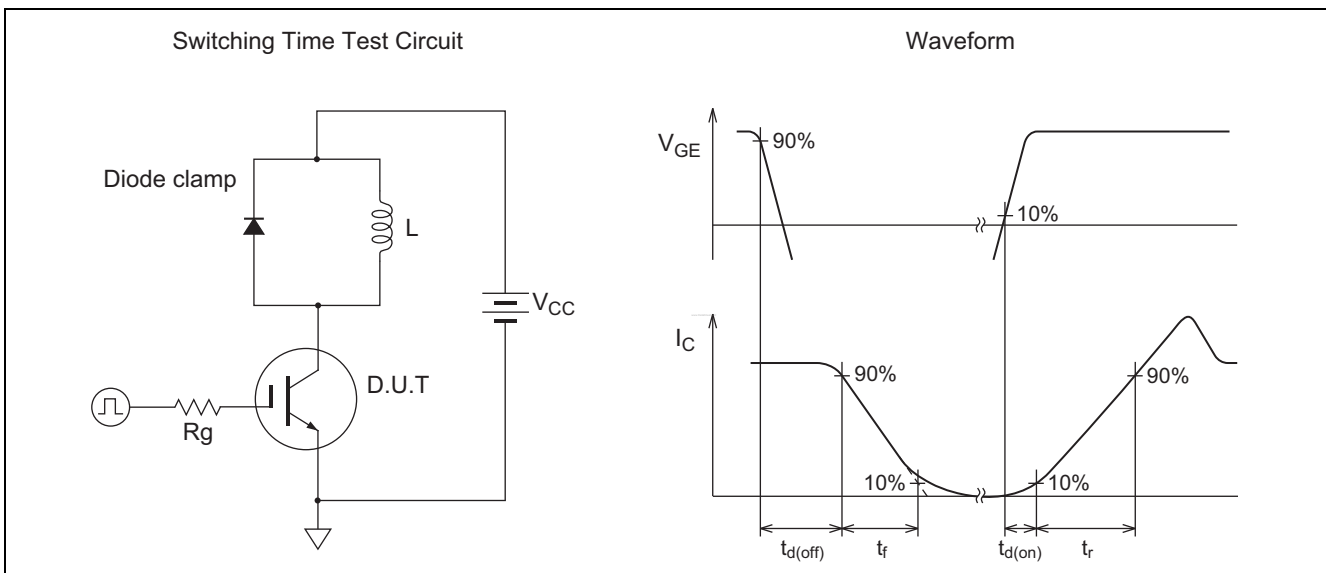 Switching Time Test Circuit
Diode clamp
L
V_CC
D.U.T
Rg
Waveform
V_GE
90%
10%
I_C
90%
90%
10%
10%
t_d(off)
t_f
t_d(on)
t_r